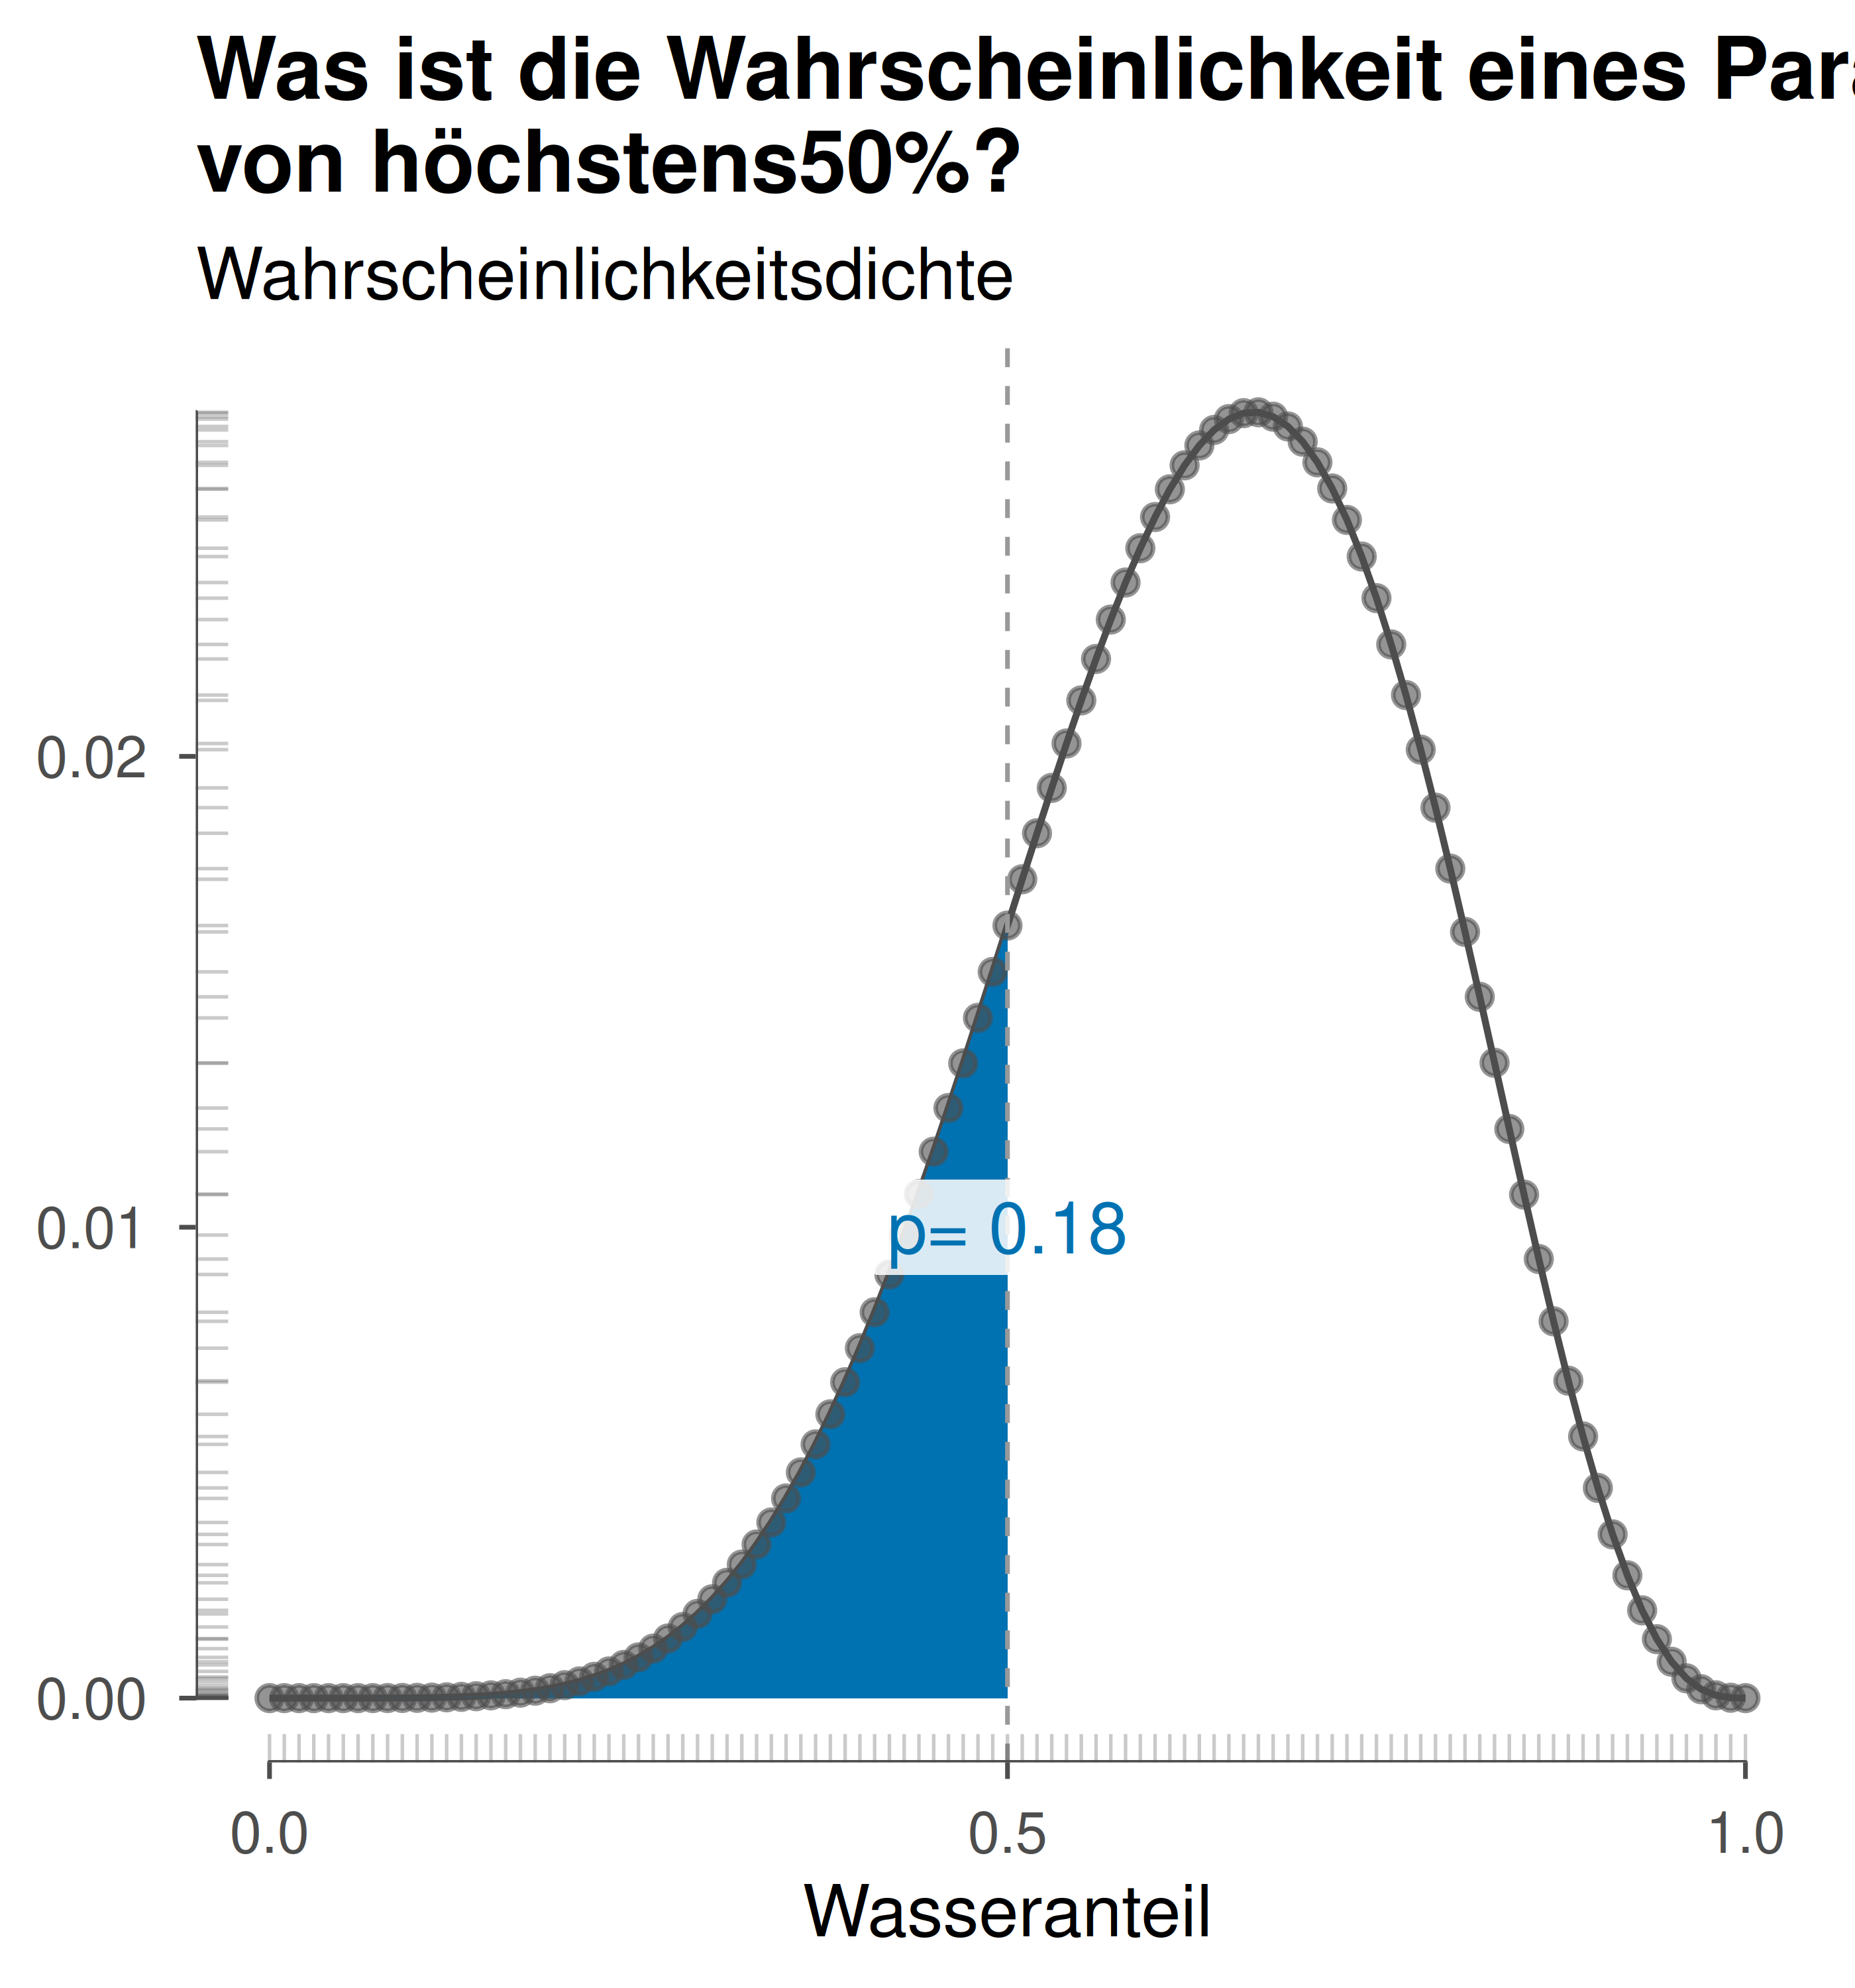 Was ist die Wahrscheinlichkeit eines
von höchstens50%?
Wahrscheinlichkeitsdichte
0.02
0.01
0.00
p= 0.18
0.0 0.5 1.0
Wasseranteil